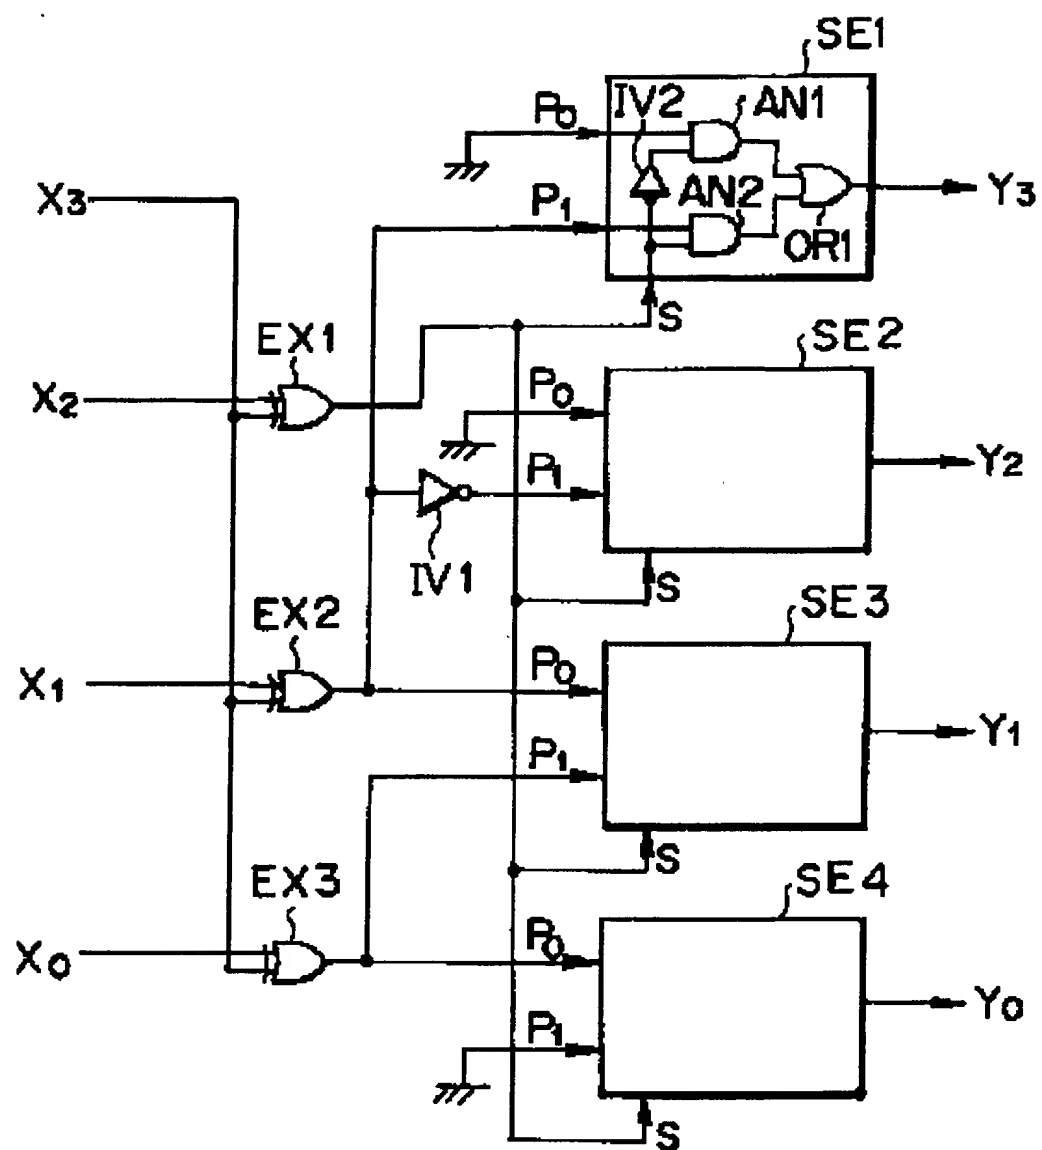 SE1
P0
IV2
AN1
X3
P1
AN2
Y3
OR1
S
EX1
SE2
X2
P0
P1
Y2
IV1
S
EX2
SE3
X1
P0
P1
Y1
S
EX3
SE4
X0
P0
P1
Y0
S